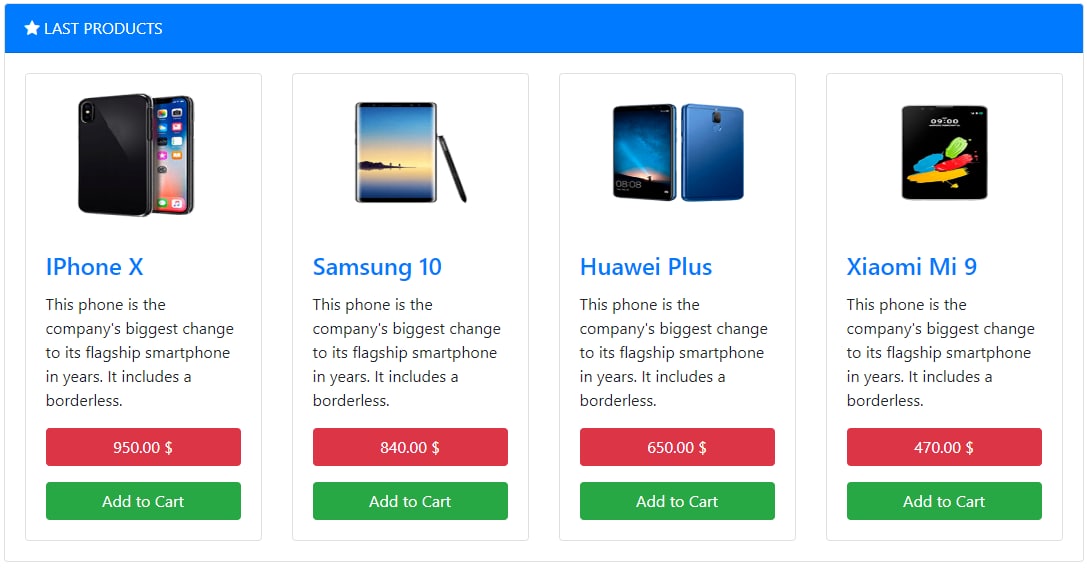 LAST PRODUCTS
08:08
09:00
IPhone X
Samsung 10
Huawei Plus
Xiaomi Mi 9
This phone is the
company's biggest change
to its flagship smartphone
in years. It includes a
borderless.
This phone is the
company's biggest change
to its flagship smartphone
in years. It includes a
borderless.
This phone is the
company's biggest change
to its flagship smartphone
in years. It includes a
borderless.
This phone is the
company's biggest change
to its flagship smartphone
in years. It includes a
borderless.
950.00 $
840.00 $
650.00 $
470.00 $
Add to Cart
Add to Cart
Add to Cart
Add to Cart